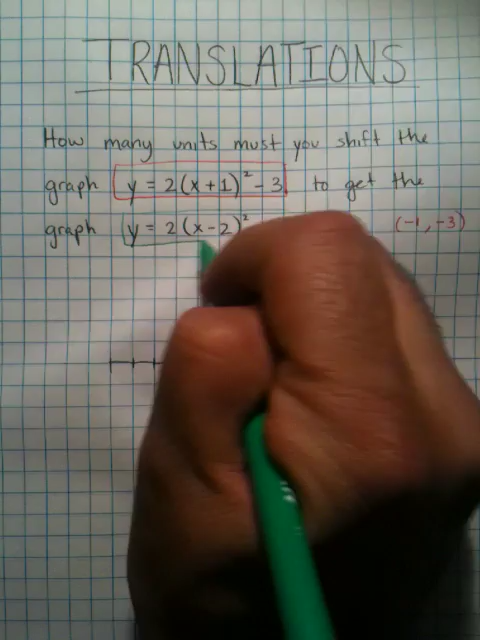 TRANSLATIONS
How many units must you shift the
graph y = 2(x+1)² - 3 to get the
graph y = 2(x-2)² (-1, -3)